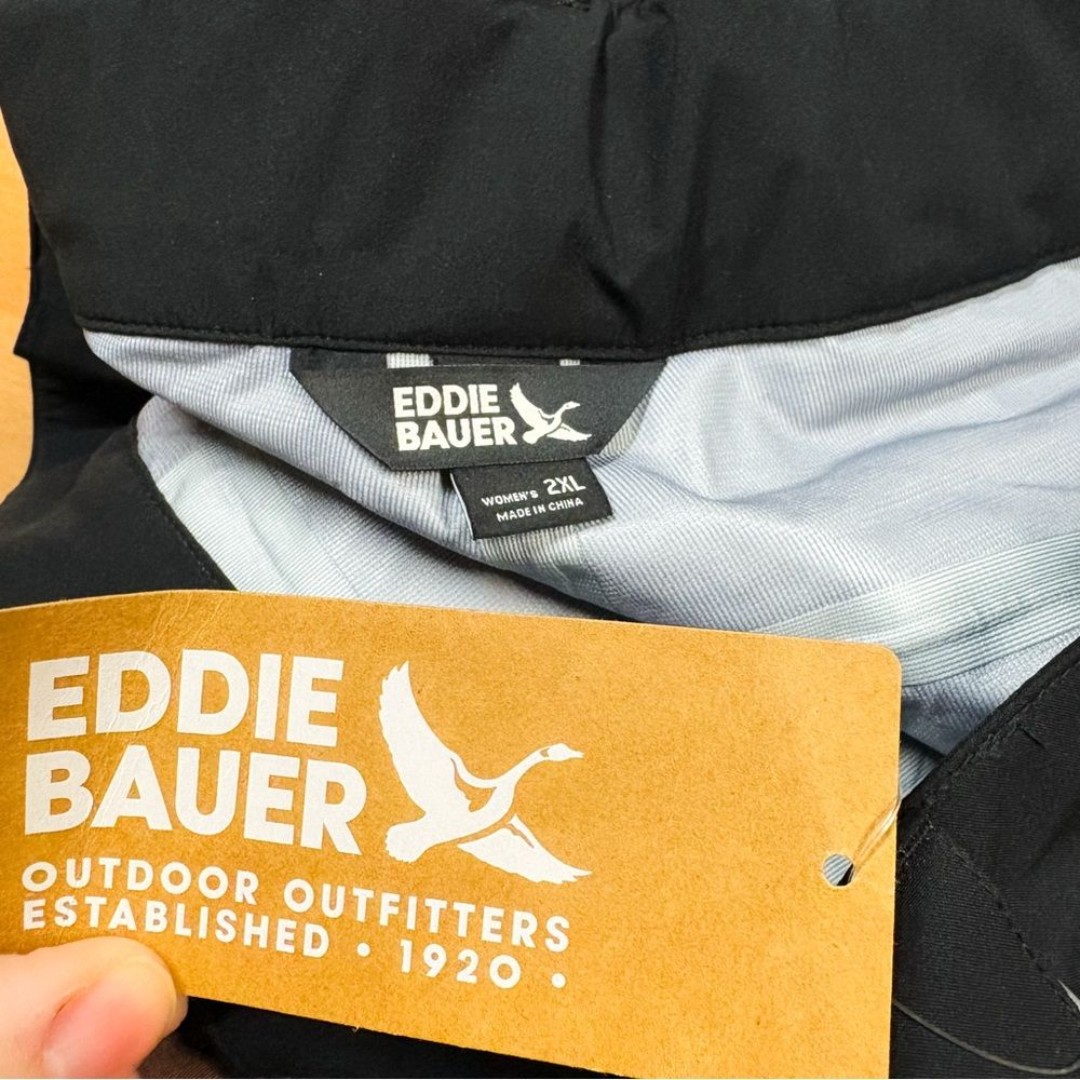 EDDIE
BAUER
WOMEN'S 2XL
MADE IN CHINA
EDDIE
BAUER
OUTDOOR OUTFITTERS
ESTABLISHED • 1920 •